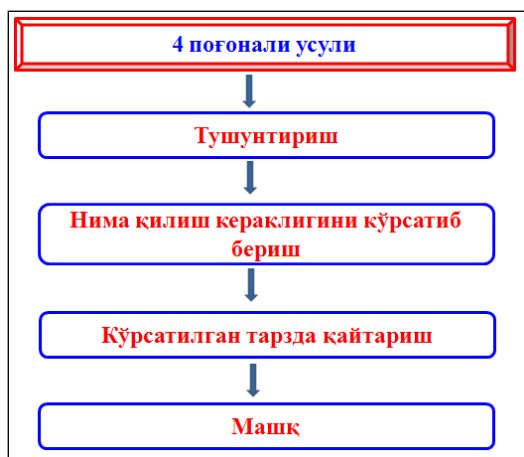 4 поғонали усули
Тушунтириш
Нима қилиш кераклигини кўрсатиб
бериш
Кўрсатилган тарзда қайтариш
Машқ